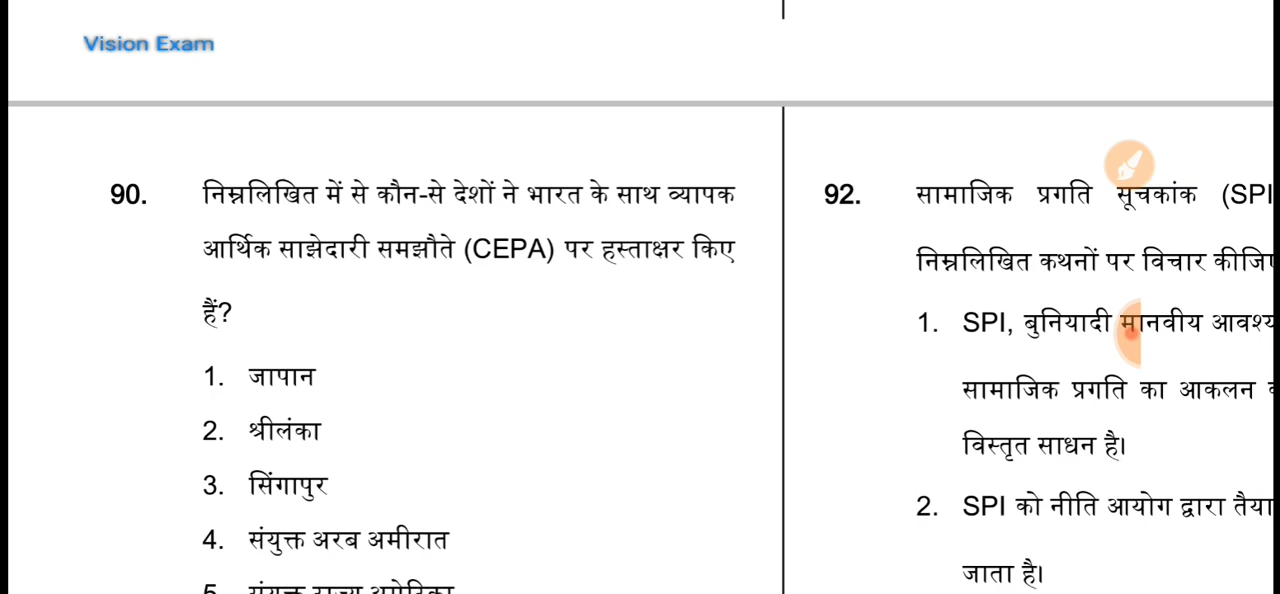 Vision Exam
90. निम्नलिखित में से कौन-से देशों ने भारत के साथ व्यापक
आर्थिक साझेदारी समझौते (CEPA) पर हस्ताक्षर किए
हैं?
1. जापान
2. श्रीलंका
3. सिंगापुर
4. संयुक्त अरब अमीरात
92. सामाजिक प्रगति सूचकांक (SPI
निम्नलिखित कथनों पर विचार
1. SPI, बुनियादी मानवीय
सामाजिक प्रगति का आकलन
विस्तृत साधन है।
2. SPI को नीति आयोग द्वारा तैया
जाता है।